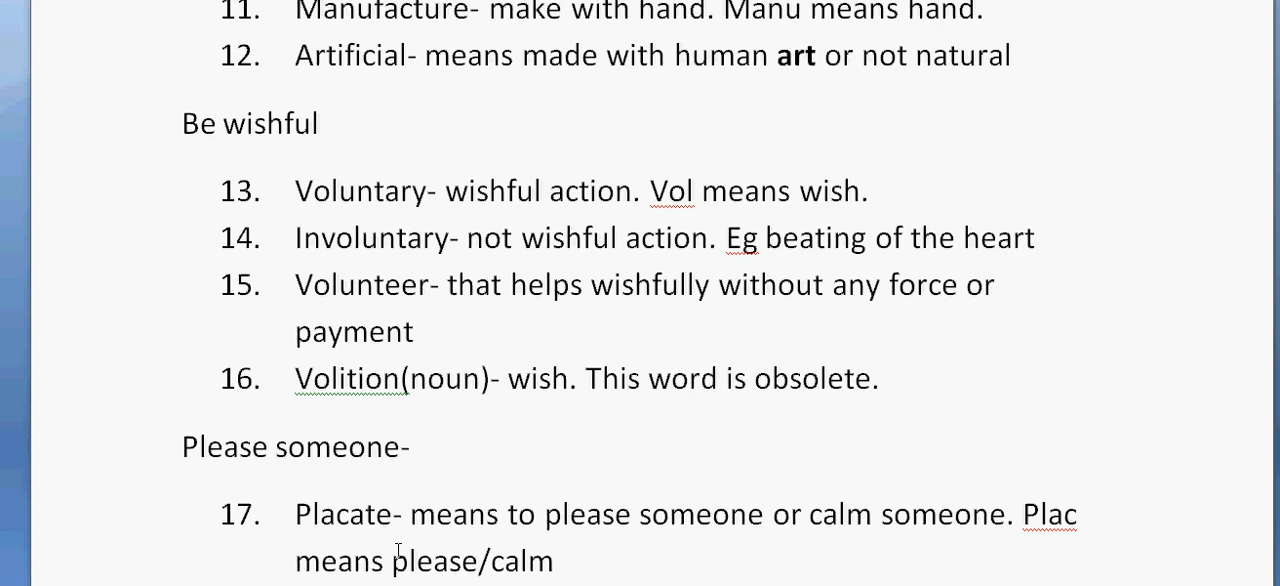 11. Manufacture- make with hand. Manu means hand.
12. Artificial- means made with human art or not natural
Be wishful
13. Voluntary- wishful action. Vol means wish.
14. Involuntary- not wishful action. Eg beating of the heart
15. Volunteer- that helps wishfully without any force or
payment
16. Volition(noun)- wish. This word is obsolete.
Please someone-
17. Placate- means to please someone or calm someone. Plac
means please/calm